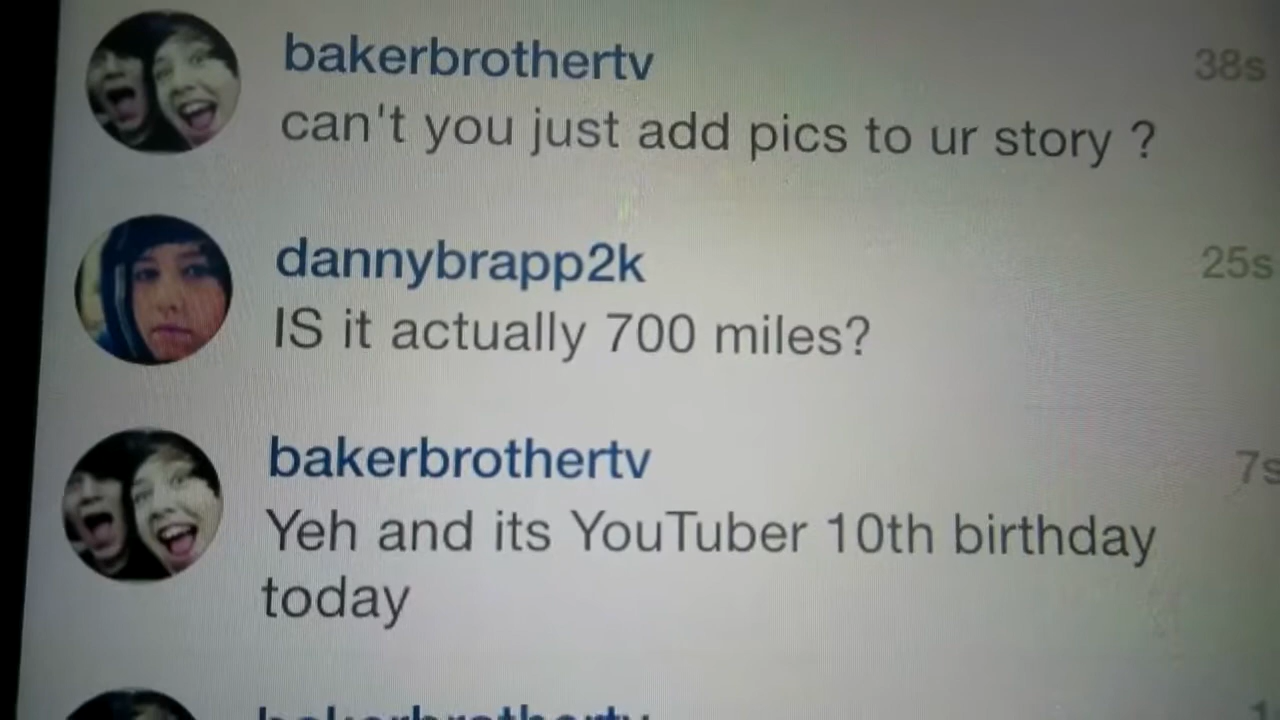 bakerbrothertv 38s
can't you just add pics to ur story ?
dannybrapp2k 25s
IS it actually 700 miles?
bakerbrothertv 7s
Yeh and its YouTuber 10th birthday
today
bakerbrothertv